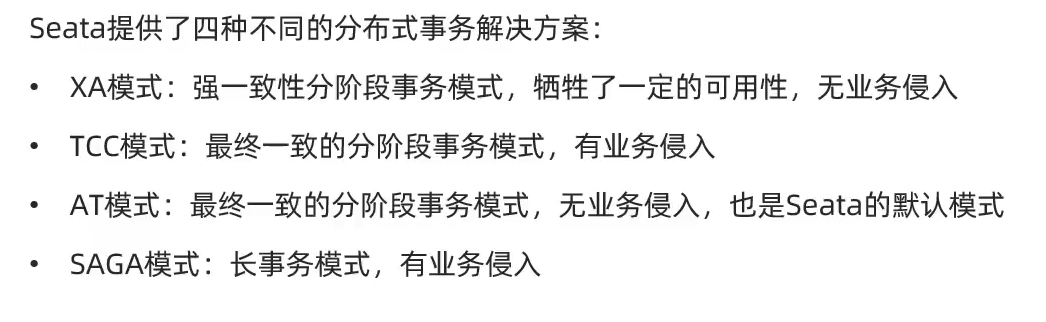 Seata提供了四种不同的分布式事务解决方案：
• XA模式：强一致性分阶段事务模式，牺牲了一定的可用性，无业务侵入
• TCC模式：最终一致的分阶段事务模式，有业务侵入
• AT模式：最终一致的分阶段事务模式，无业务侵入，也是Seata的默认模式
• SAGA模式：长事务模式，有业务侵入